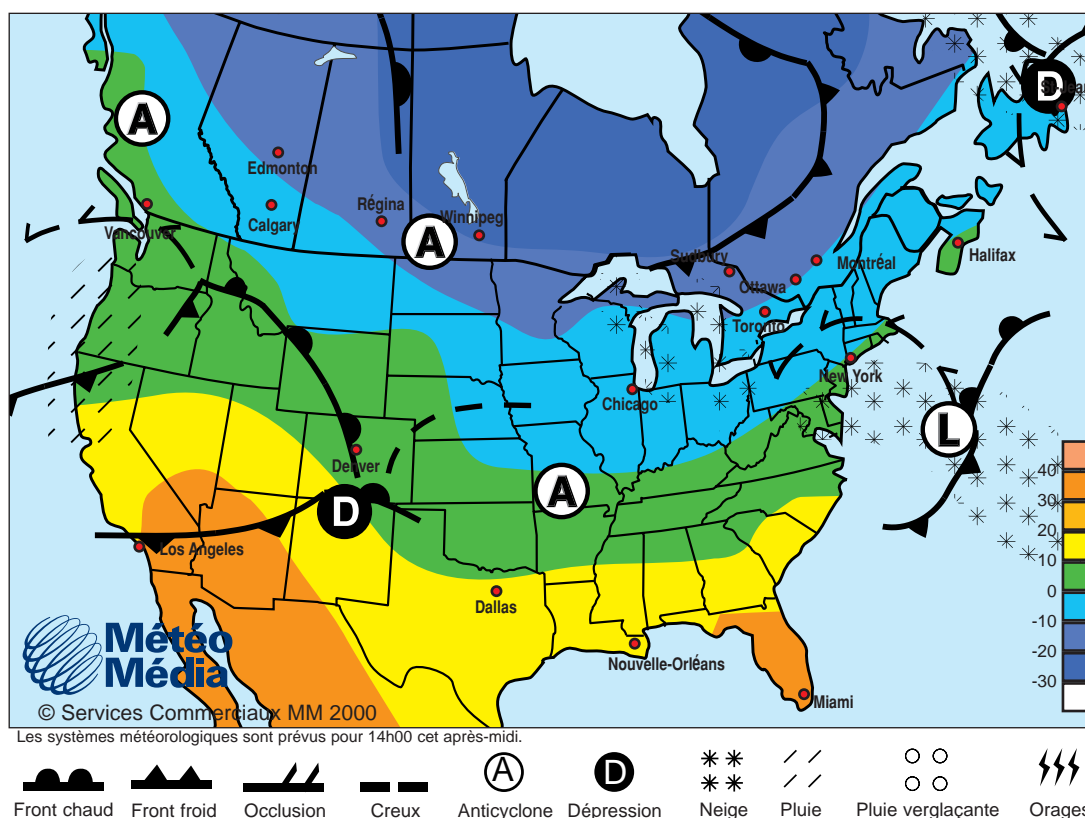 D
St-Jean
A
Edmonton
Régina
Calgary
Winnipeg
A
Vancouver
Sudbury
Montréal
Halifax
Ottawa
Toronto
New York
Chicago
L
Denver
A
D
Los Angeles
Dallas
Nouvelle-Orléans
Miami
40
30
20
10
0
-10
-20
-30
Météo
Média
© Services Commerciaux MM 2000
Les systèmes météorologiques sont prévus pour 14h00 cet après-midi.
A
D
Front chaud
Front froid
Occlusion
Creux
Anticyclone
Dépression
Neige
Pluie
Pluie verglaçante
Orages